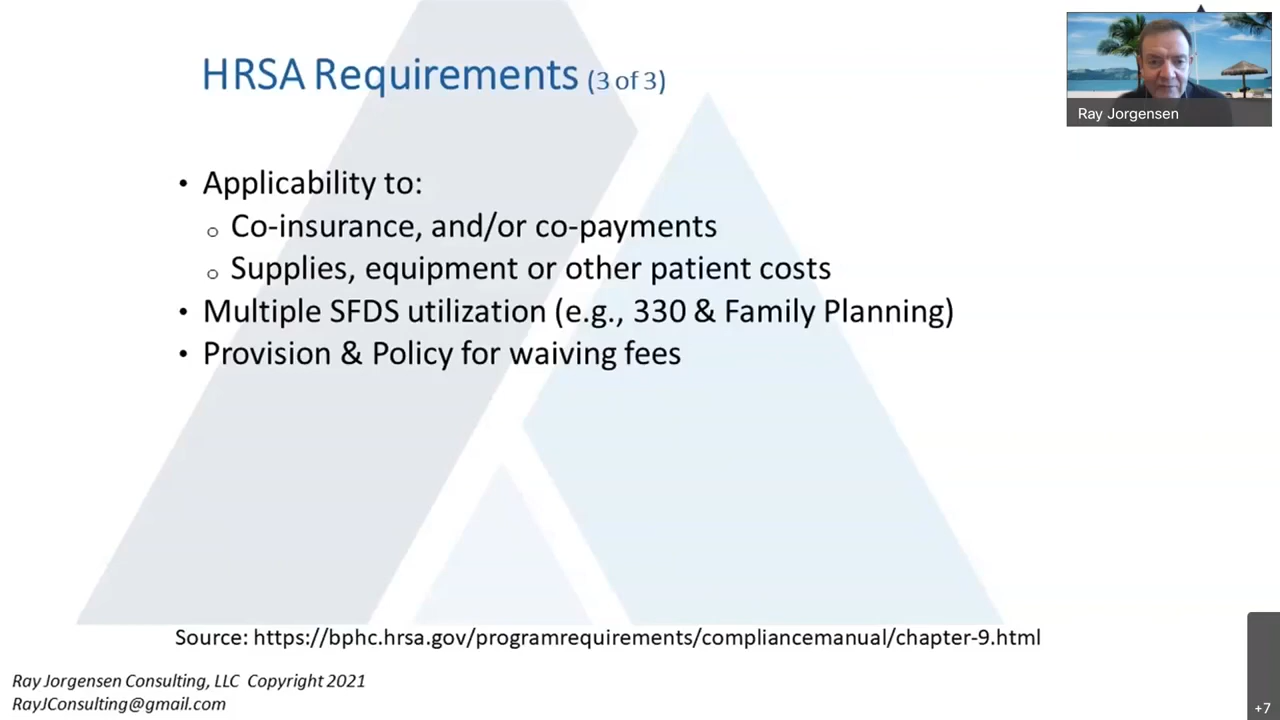 HRSA Requirements (3 of 3)
Ray Jorgensen
• Applicability to:
o Co-insurance, and/or co-payments
o Supplies, equipment or other patient costs
• Multiple SFDS utilization (e.g., 330 & Family Planning)
• Provision & Policy for waiving fees
Source: https://bphc.hrsa.gov/programrequirements/compliancemanual/chapter-9.html
Ray Jorgensen Consulting, LLC Copyright 2021
RayJConsulting@gmail.com
+7